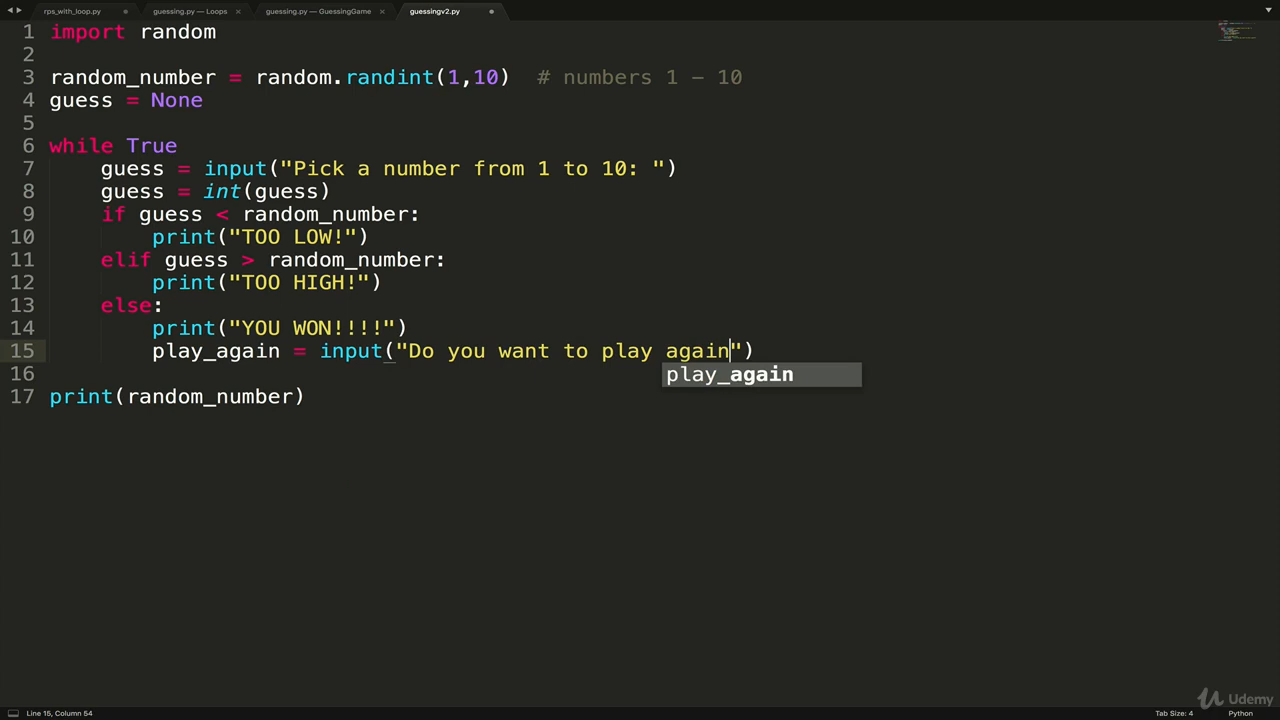 rps_with_loop.py guessing.py — Loops guessing.py — GuessingGame guessingv2.py
1 import random
2
3 random_number = random.randint(1,10)  # numbers 1 - 10
4 guess = None
5
6 while True
7     guess = input("Pick a number from 1 to 10: ")
8     guess = int(guess)
9     if guess < random_number:
10         print("TOO LOW!")
11     elif guess > random_number:
12         print("TOO HIGH!")
13     else:
14         print("YOU WON!!!!")
15         play_again = input("Do you want to play again")
play_again
16
17 print(random_number)
Udemy
Line 15, Column 54 Tab Size: 4 Python